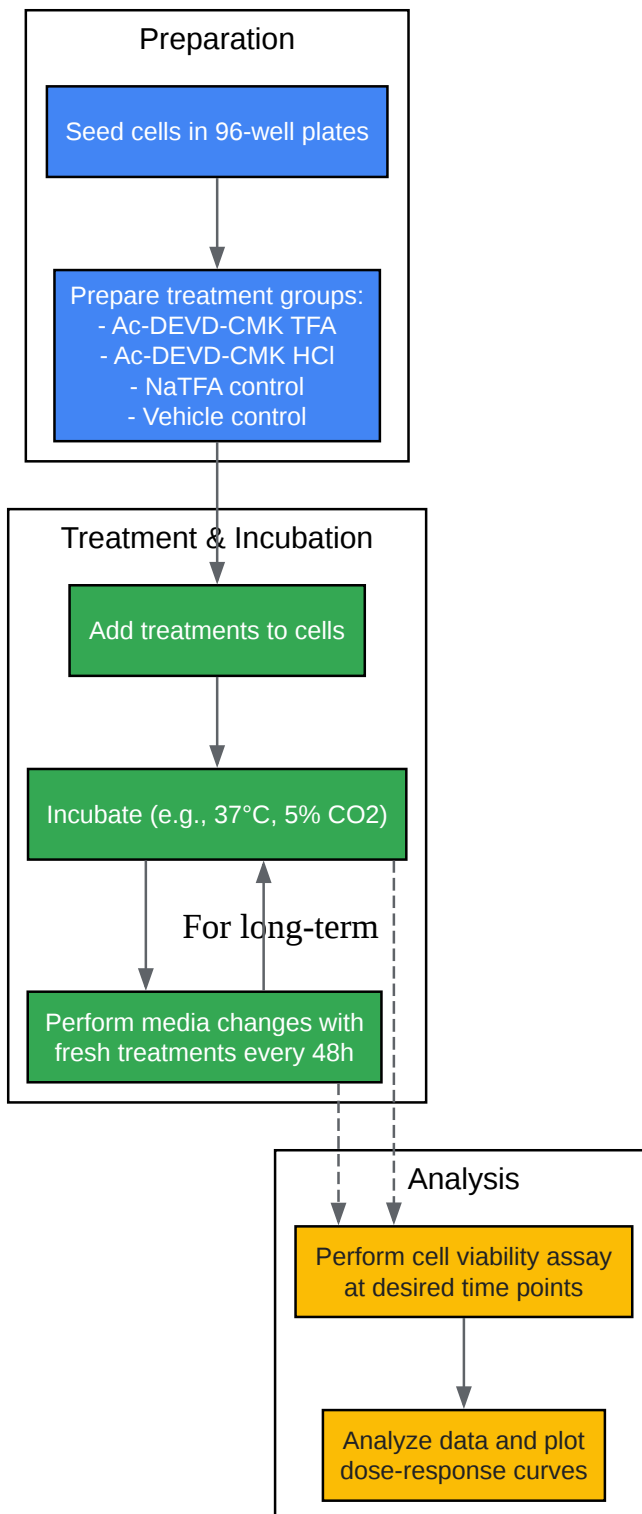 Preparation
Seed cells in 96-well plates
Prepare treatment groups:
- Ac-DEVD-CMK TFA
- Ac-DEVD-CMK HCl
- NaTFA control
- Vehicle control
Treatment & Incubation
Add treatments to cells
Incubate (e.g., 37°C, 5% CO2)
For long-term
Perform media changes with
fresh treatments every 48h
Analysis
Perform cell viability assay
at desired time points
Analyze data and plot
dose-response curves